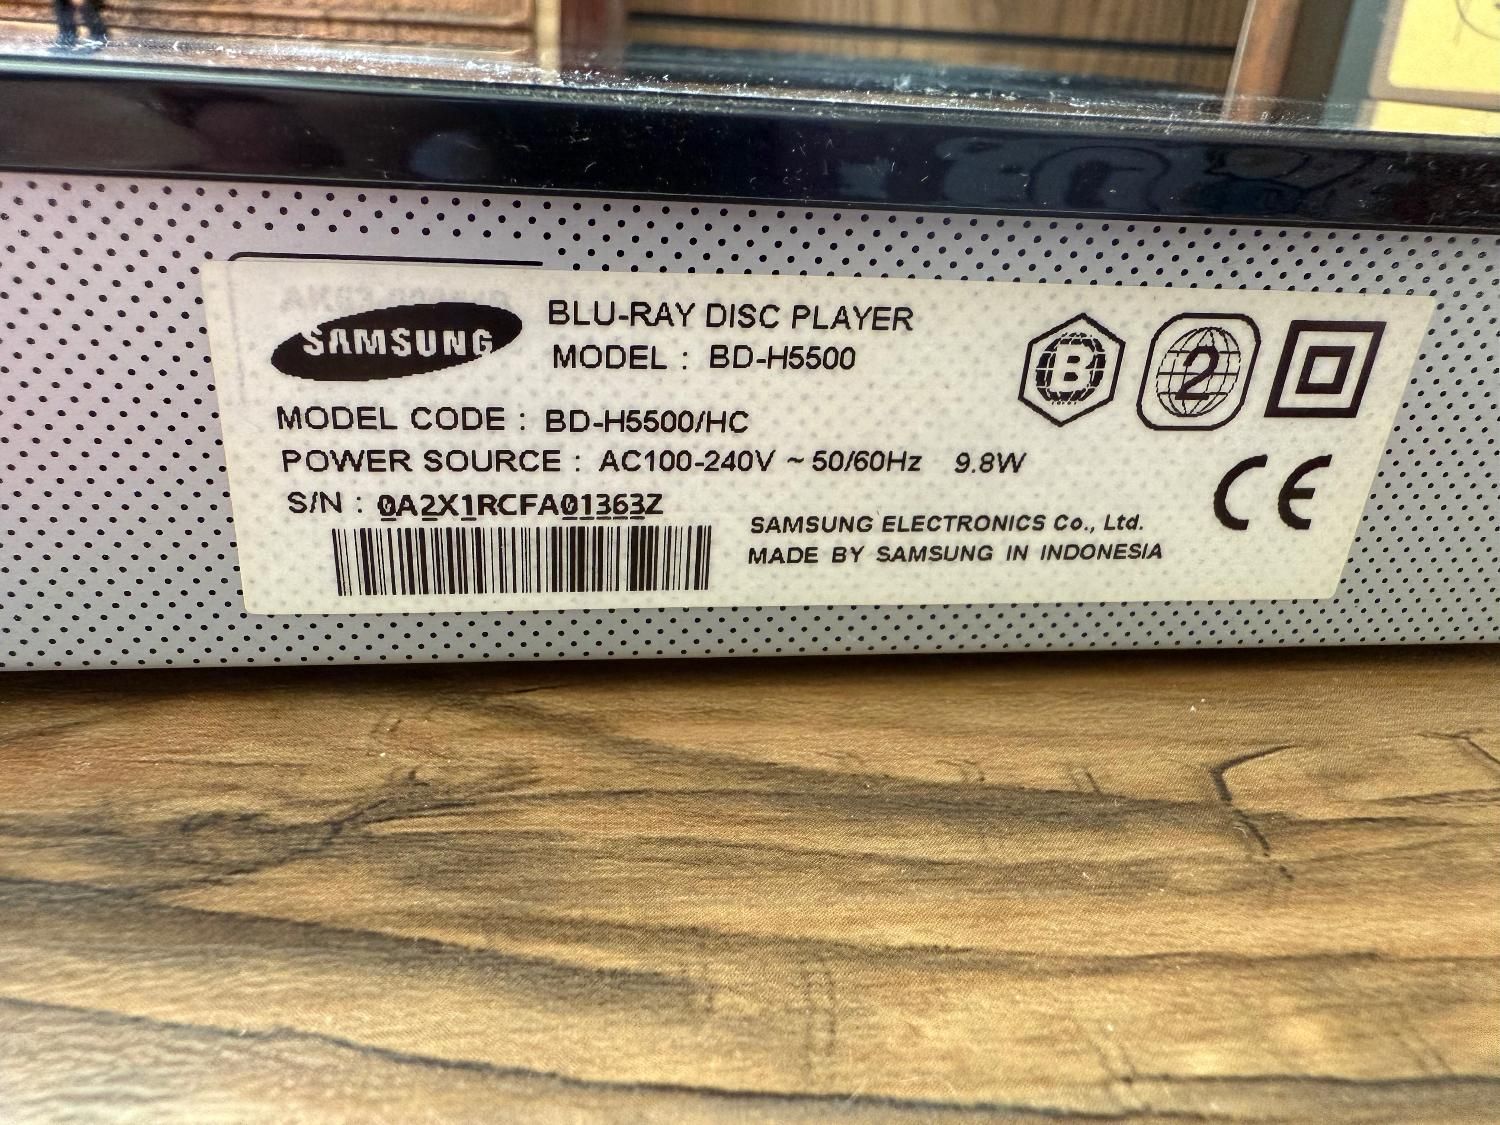 SAMSUNG
BLU-RAY DISC PLAYER
MODEL : BD-H5500
B
2
MODEL CODE : BD-H5500/HC
POWER SOURCE : AC100-240V ~ 50/60Hz 9.8W
S/N : 0A2X1RCFA01363Z
SAMSUNG ELECTRONICS Co., Ltd.
MADE BY SAMSUNG IN INDONESIA
CE